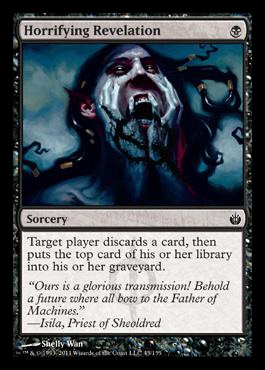 Horrifying Revelation
Sorcery
Target player discards a card, then
puts the top card of his or her library
into his or her graveyard.
“Ours is a glorious transmission! Behold
a future where all bow to the Father of
Machines.”
—Isila, Priest of Sheoldred
Shelly Wan
™ & © 1993–2011 Wizards of the Coast LLC 45/155